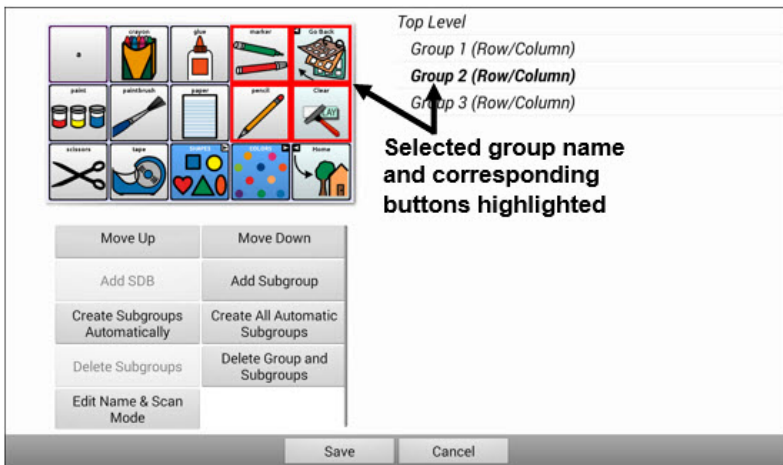 a
crayon
glue
marker
Go Back
paint
paintbrush
paper
pencil
Clear
scissors
tape
SHAPES
COLORS
Home
Top Level
Group 1 (Row/Column)
Group 2 (Row/Column)
Group 3 (Row/Column)
Selected group name
and corresponding
buttons highlighted
Move Up
Move Down
Add SDB
Add Subgroup
Create Subgroups
Automatically
Create All Automatic
Subgroups
Delete Subgroups
Delete Group and
Subgroups
Edit Name & Scan
Mode
Save
Cancel